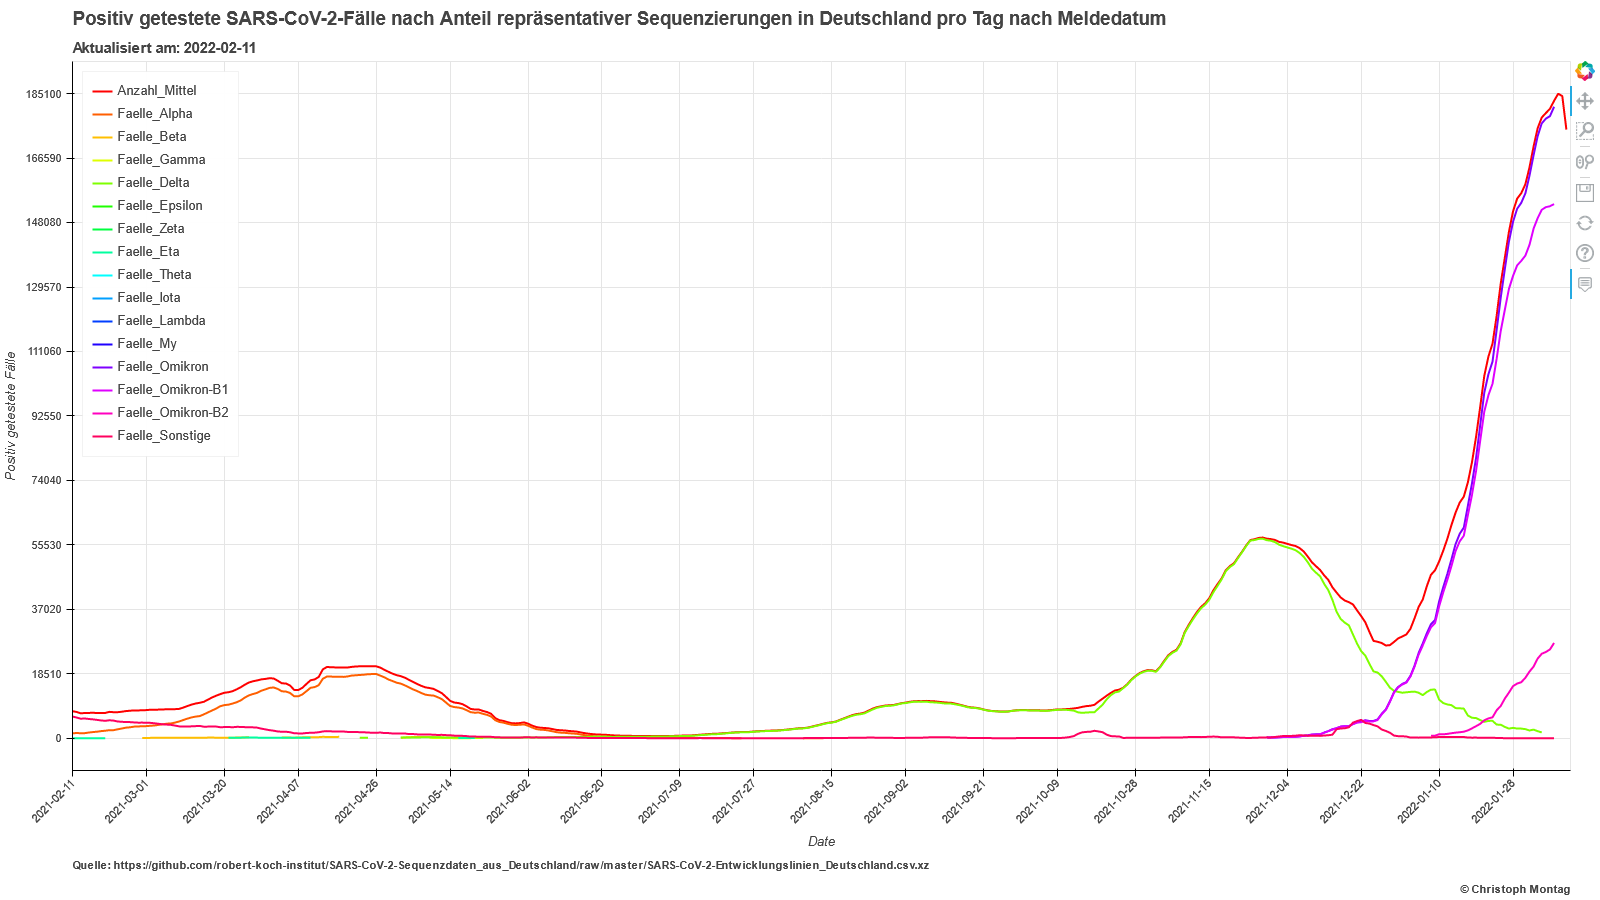 Positiv getestete SARS-CoV-2-Fälle nach Anteil repräsentativer Sequenzierungen in Deutschland pro Tag nach Meldedatum
Aktualisiert am: 2022-02-11
Anzahl_Mittel
Faelle_Alpha
Faelle_Beta
Faelle_Gamma
Faelle_Delta
Faelle_Epsilon
Faelle_Zeta
Faelle_Eta
Faelle_Theta
Faelle_Iota
Faelle_Lambda
Faelle_My
Faelle_Omikron
Faelle_Omikron-B1
Faelle_Omikron-B2
Faelle_Sonstige
185100
166590
148080
129570
111060
92550
74040
55530
37020
18510
0
Positiv getestete Fälle
2021-02-11
2021-03-01
2021-03-20
2021-04-07
2021-04-26
2021-05-14
2021-06-02
2021-06-20
2021-07-09
2021-07-27
2021-08-15
2021-09-02
2021-09-21
2021-10-09
2021-10-28
2021-11-15
2021-12-04
2021-12-22
2022-01-10
2022-01-28
Date
Quelle: https://github.com/robert-koch-institut/SARS-CoV-2-Sequenzdaten_aus_Deutschland/raw/master/SARS-CoV-2-Entwicklungslinien_Deutschland.csv.xz
© Christoph Montag